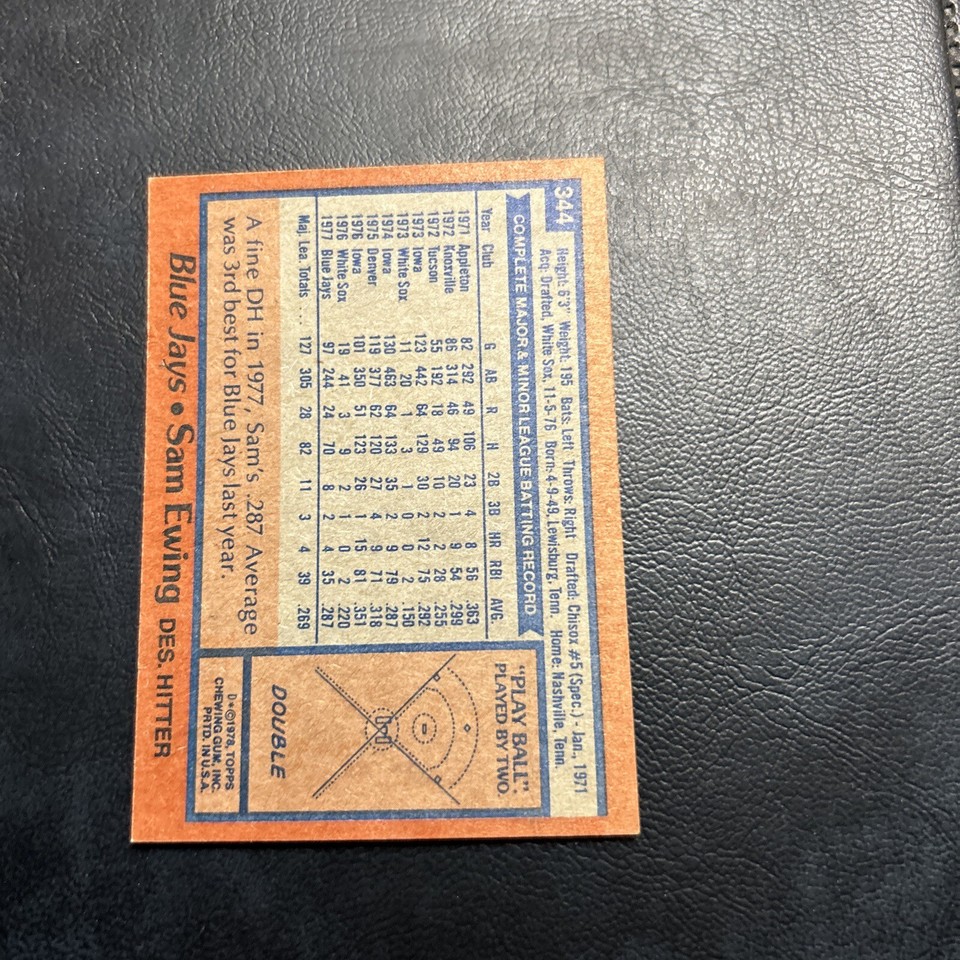 344
Height: 6'3" Weight: 195 Bats: Left Throws: Right Drafted: Chisox #5 (Spec.) - Jan., 1971
Acq: Drafted, White Sox, 11-5-76 Born: 4-9-49, Lewisburg, Tenn. Home: Nashville, Tenn.
COMPLETE MAJOR & MINOR LEAGUE BATTING RECORD
Year Club G AB R H 2B 3B HR RBI AVG.
1971 Appleton 82 292 49 106 23 4 8 56 .363
1972 Knoxville 86 314 46 94 20 1 9 54 .299
1972 Tucson 55 192 18 49 10 2 2 28 .255
1973 Iowa 123 442 64 129 30 2 12 75 .292
1973 White Sox 11 20 1 3 1 0 0 2 .150
1974 Iowa 130 463 64 133 35 2 9 79 .287
1975 Denver 119 377 62 120 27 4 9 71 .318
1976 Iowa 101 350 51 123 26 1 15 81 .351
1976 White Sox 19 41 3 9 2 1 0 2 .220
1977 Blue Jays 97 244 24 70 8 2 4 35 .287
Maj. Lea. Totals .... 127 305 28 82 11 3 4 39 .269
A fine DH in 1977, Sam's .287 Average
was 3rd best for Blue Jays last year.
"PLAY BALL".
PLAYED BY TWO.
DOUBLE
D*©1978, TOPPS
CHEWING GUM, INC.
PRTD. IN U.S.A.
Blue Jays • Sam Ewing DES. HITTER